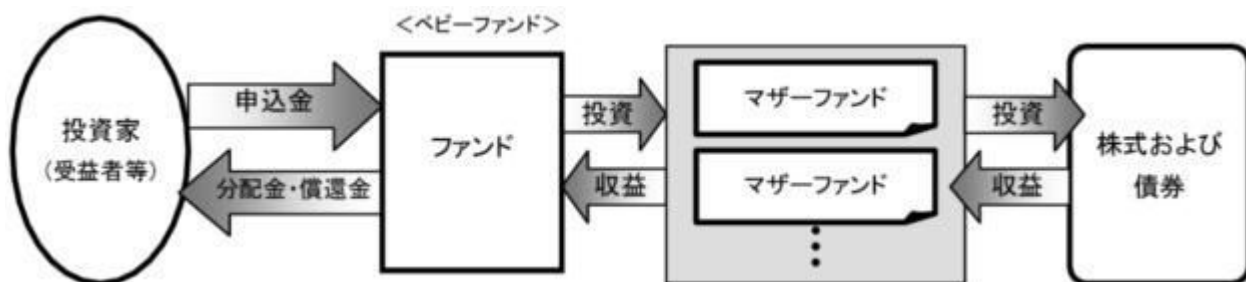 ＜ベビーファンド＞
投資家
（受益者等）
申込金
分配金・償還金
ファンド
投資
収益
マザーファンド
マザーファンド
投資
収益
株式および
債券